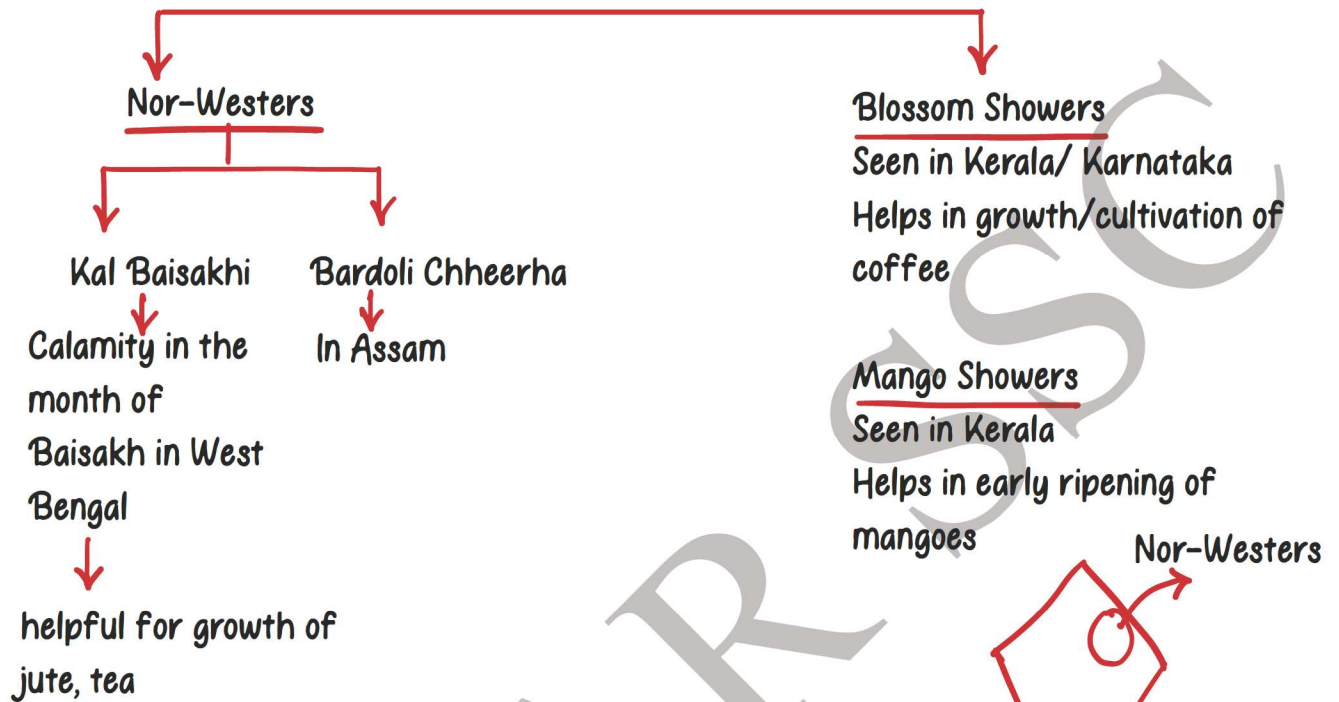 Nor-Westers
Kal Baisakhi
Calamity in the
month of
Baisakh in West
Bengal
helpful for growth of
jute, tea
Bardoli Chheerha
In Assam
Blossom Showers
Seen in Kerala/ Karnataka
Helps in growth/cultivation of
coffee
Mango Showers
Seen in Kerala
Helps in early ripening of
mangoes
Nor-Westers
R SSC